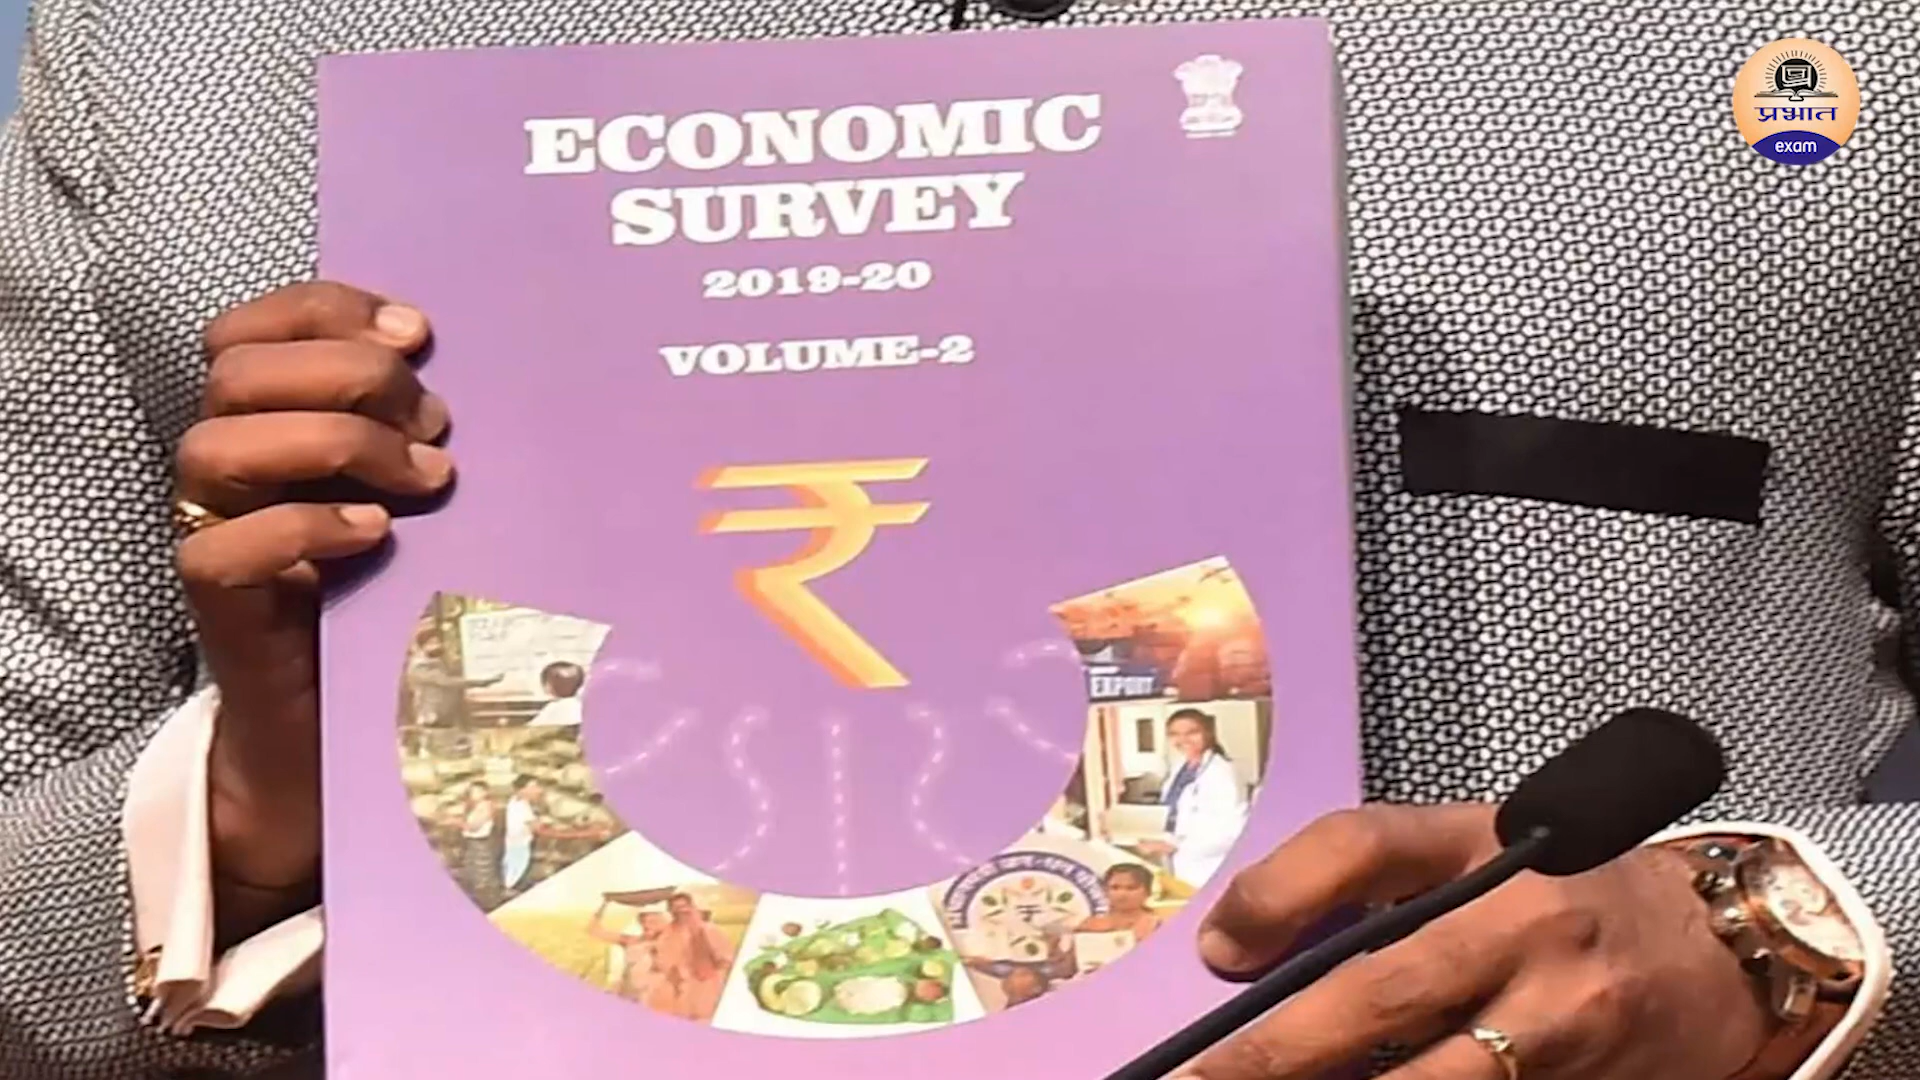 ECONOMIC
SURVEY
2019-20
VOLUME-2
₹
EXPORT
प्रभात
exam